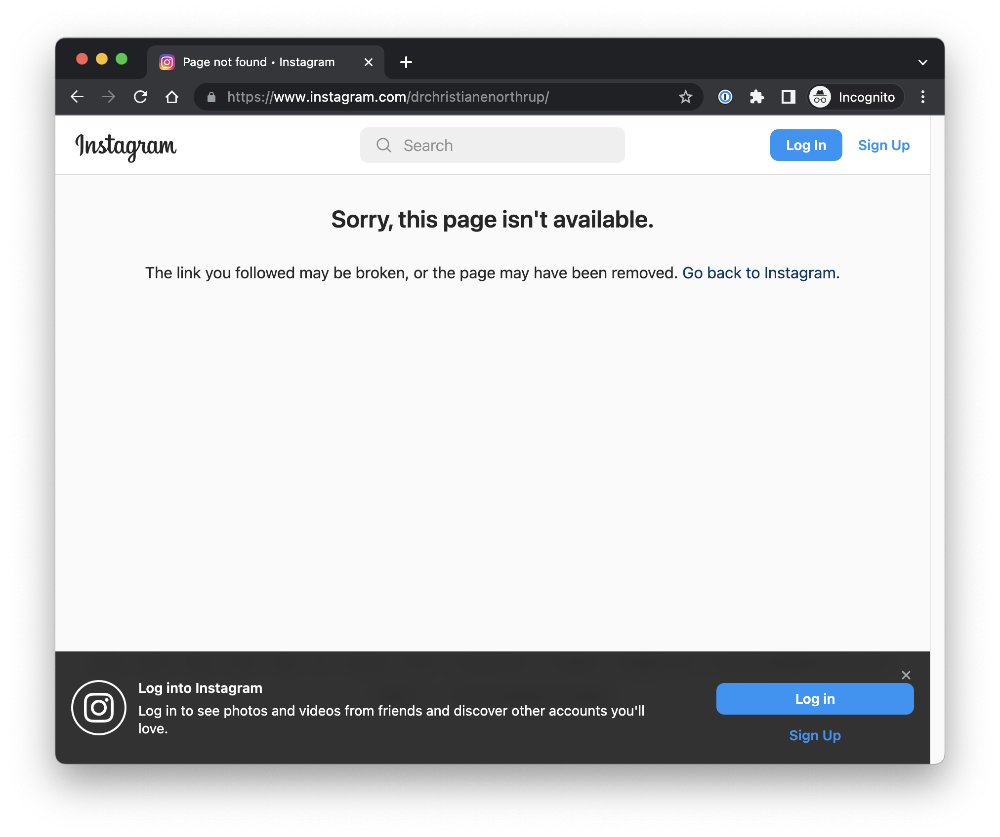 Page not found • Instagram
https://www.instagram.com/drchristianenorthrup/
Incognito
Instagram
Search
Log In
Sign Up
Sorry, this page isn't available.
The link you followed may be broken, or the page may have been removed. Go back to Instagram.
Log into Instagram
Log in to see photos and videos from friends and discover other accounts you'll
love.
Log in
Sign Up